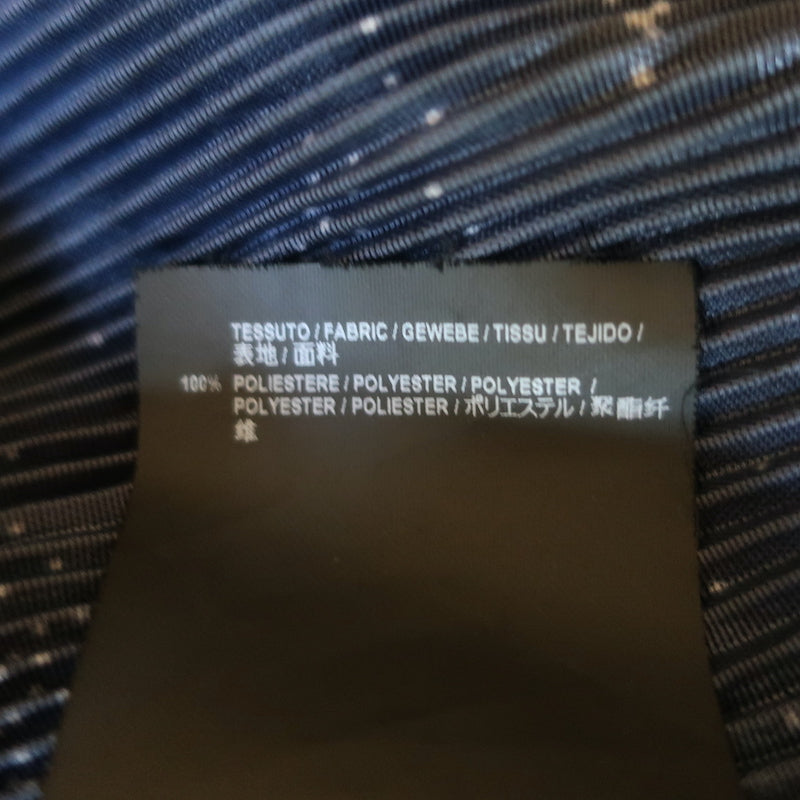 TESSUTO / FABRIC / GEWEBE / TISSU / TEJIDO /
表地 / 面料
100% POLIESTERE / POLYESTER / POLYESTER /
POLYESTER / POLIESTER / ポリエステル / 聚酯纤
维